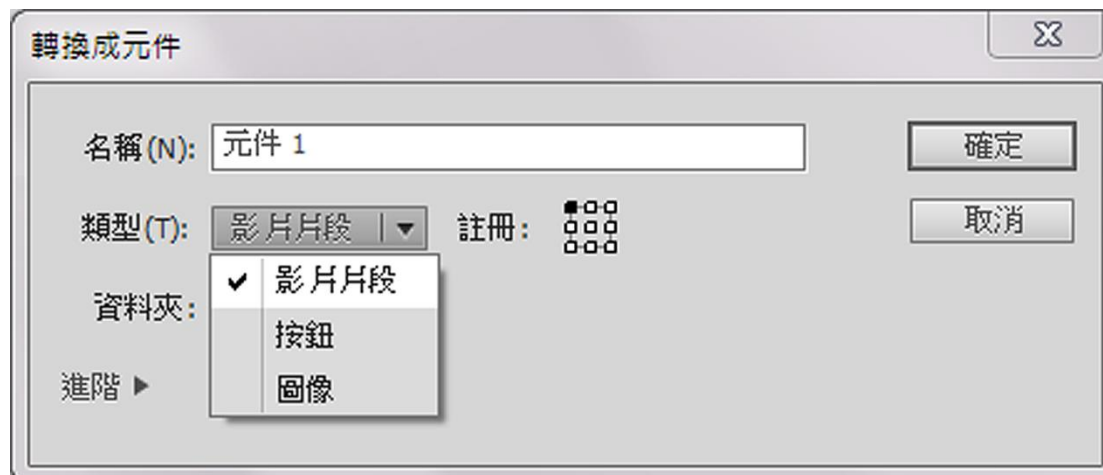 轉換成元件
名稱(N): 元件 1 確定
類型(T): 影片片段 註冊: 取消
✔ 影片片段
資料夾:
按鈕
進階 ▶ 圖像